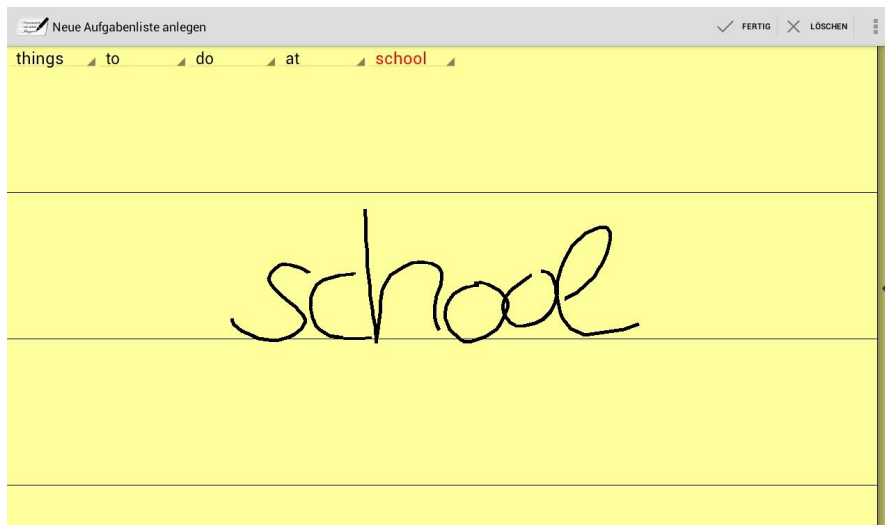 Neue Aufgabenliste anlegen FERTIG LÖSCHEN
things to do at school
school